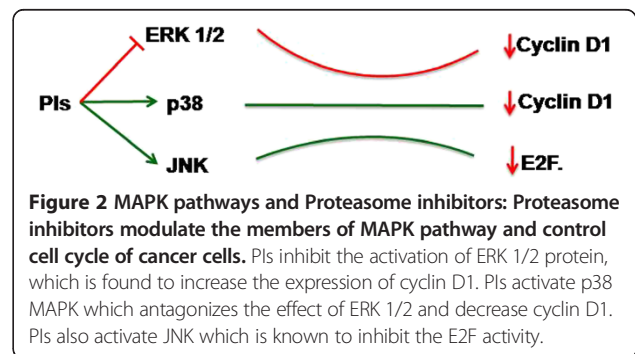 ERK 1/2
Cyclin D1
PIs
p38
Cyclin D1
JNK
E2F.
Figure 2 MAPK pathways and Proteasome inhibitors: Proteasome
inhibitors modulate the members of MAPK pathway and control
cell cycle of cancer cells. PIs inhibit the activation of ERK 1/2 protein,
which is found to increase the expression of cyclin D1. PIs activate p38
MAPK which antagonizes the effect of ERK 1/2 and decrease cyclin D1.
PIs also activate JNK which is known to inhibit the E2F activity.